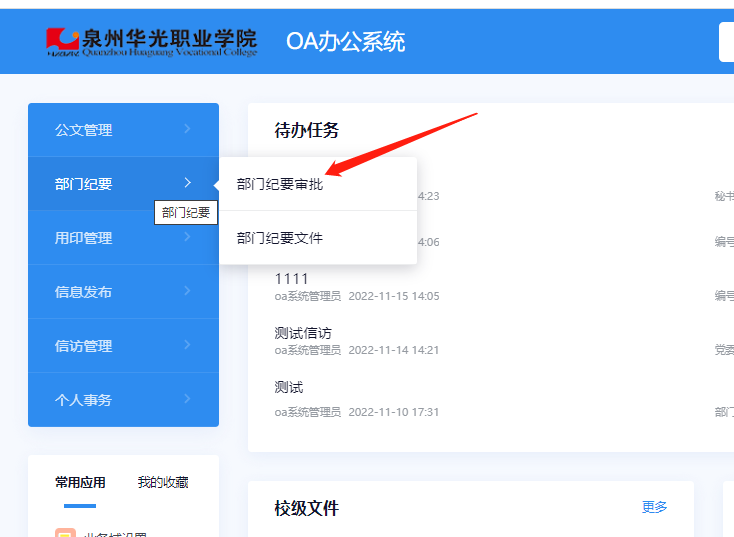 泉州华光职业学院
Quanzhou Huaguang Vocational College
OA办公系统
公文管理
部门纪要
部门纪要
用印管理
信息发布
信访管理
个人事务
部门纪要审批
部门纪要文件
待办任务
4:23
秘书
4:06
编号
1111
oa系统管理员 2022-11-15 14:05
编号
测试信访
oa系统管理员 2022-11-14 14:21
党委
测试
oa系统管理员 2022-11-10 17:31
部门
常用应用 我的收藏
校级文件 更多